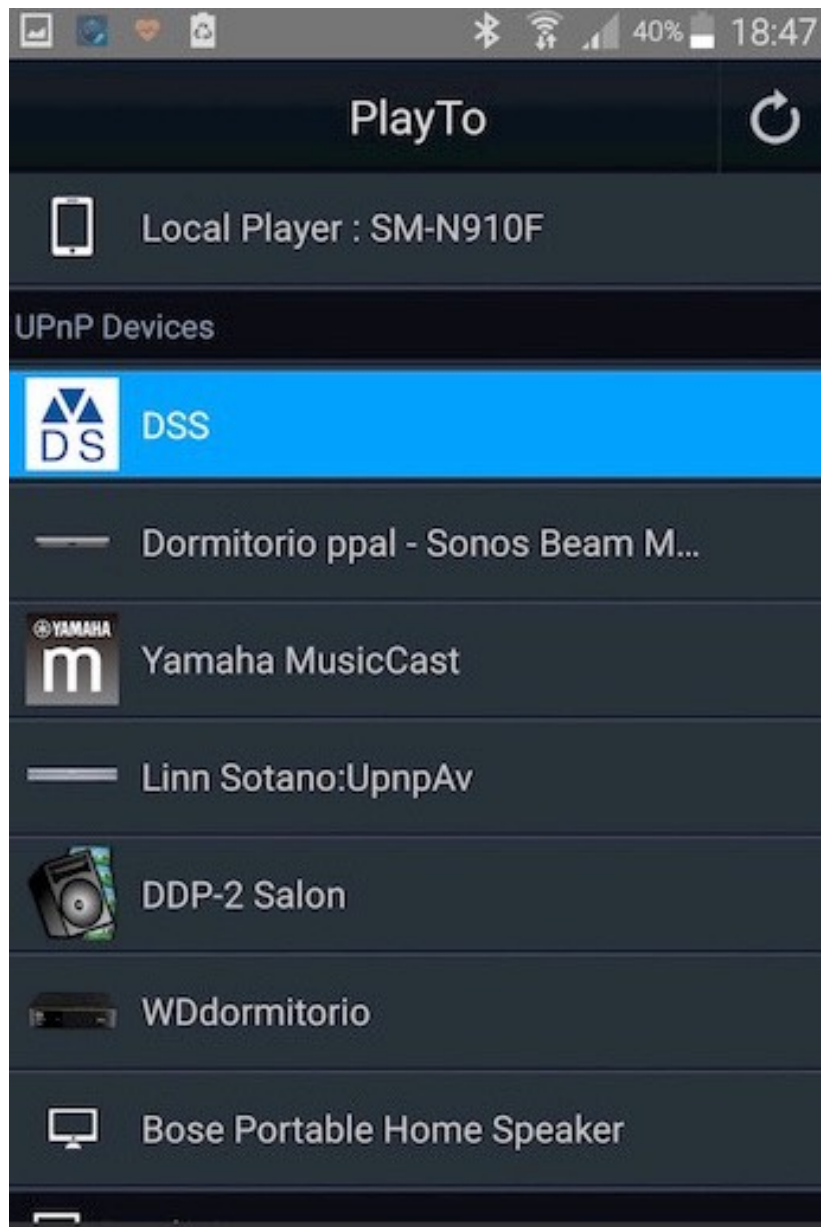 40% 18:47
PlayTo
Local Player : SM-N910F
UPnP Devices
DS
DSS
Dormitorio ppal - Sonos Beam M...
YAMAHA
m
Yamaha MusicCast
Linn Sotano:UpnpAv
DDP-2 Salon
WDdormitorio
Bose Portable Home Speaker